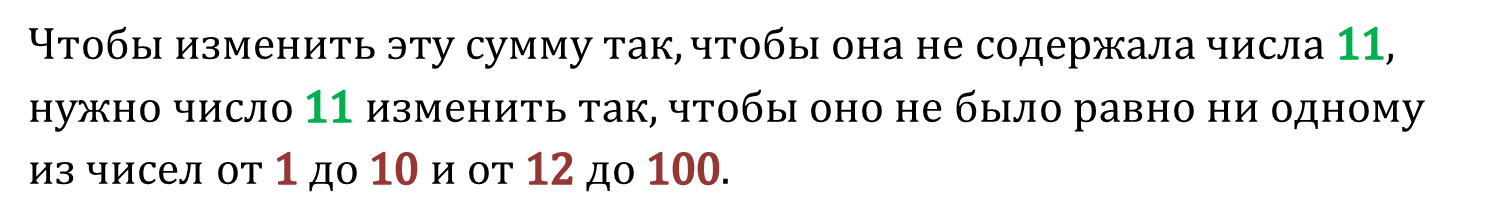 Чтобы изменить эту сумму так, чтобы она не содержала числа 11,
нужно число 11 изменить так, чтобы оно не было равно ни одному
из чисел от 1 до 10 и от 12 до 100.